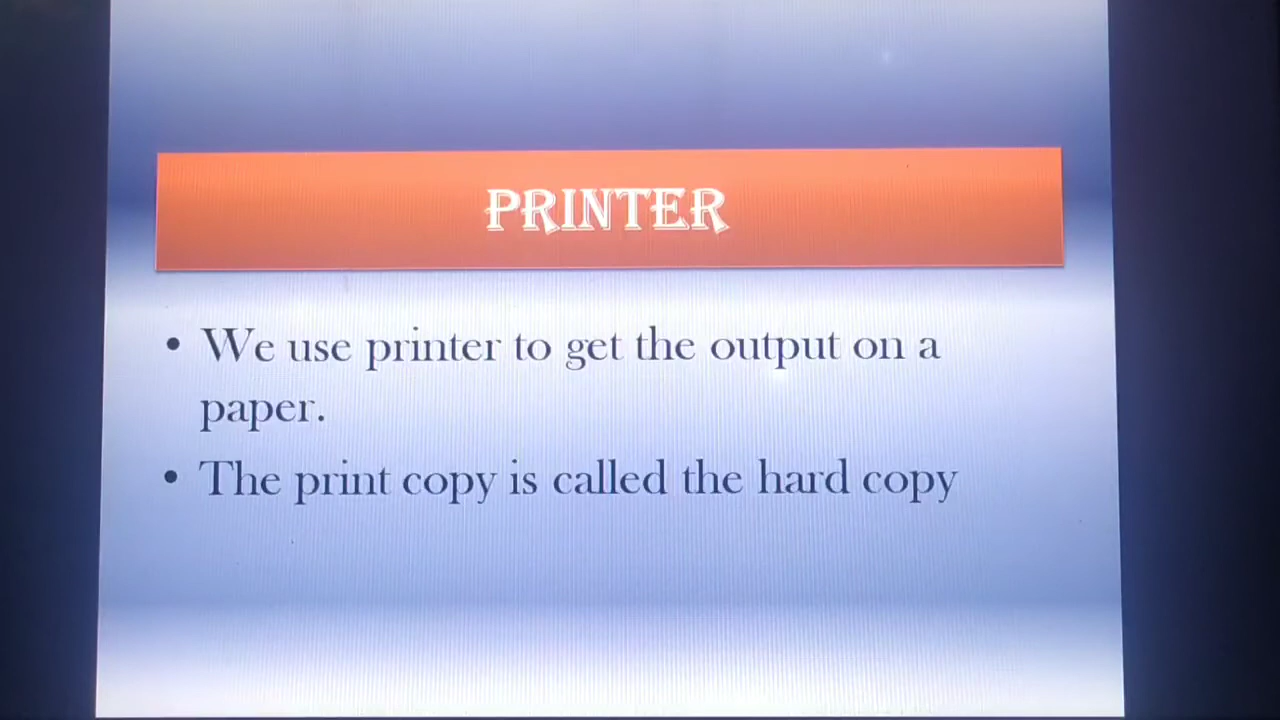 PRINTER
• We use printer to get the output on a
paper.
• The print copy is called the hard copy